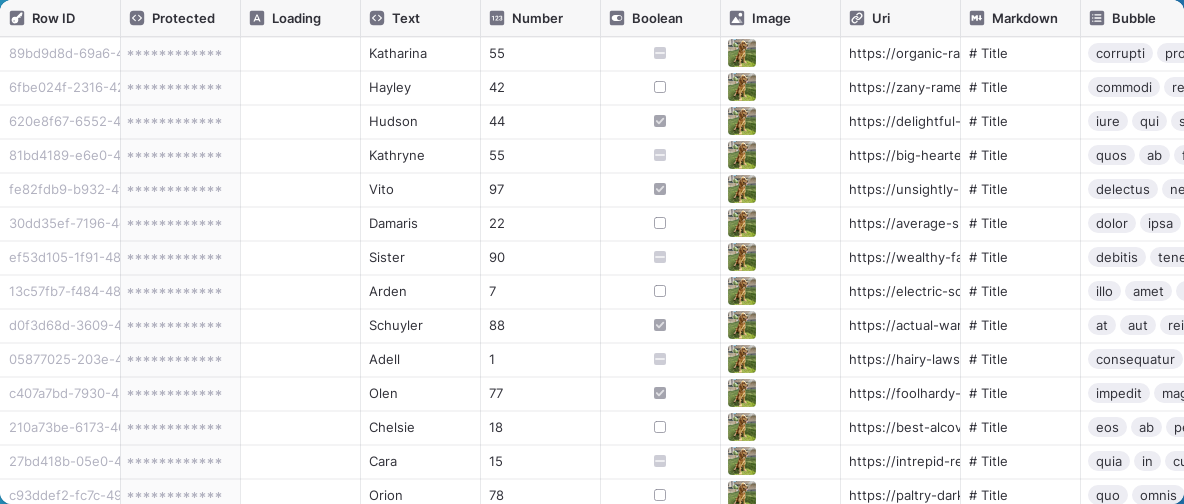 Row ID Protected Loading Text Number Boolean Image Uri Markdown Bubble
89bd9d8d-69a6-4 ************ Katharina 55 https://organic-ra # Title corrupti pro
6fbe024f-2316-42 ************ Hayley 42 https://zany-rame # Title commodi re
620e8f67-6552-4 ************ Hudson 44 https://delightful- # Title iure qui s
81bd4189-e6e0-4 ************ Kathryne 55 https://big-hearte # Title quos ab f
fe82fdb9-b932-4 ************ Vito 97 https://unsightly- # Title delectus ne
30dd35ef-7196-4 ************ Damaris 22 https://average-s # Title dolor ipsa
ef53d105-1f91-48 ************ Sister 90 https://wealthy-fa # Title debitis tene
13c57fb7-f484-48 ************ Arden 7 https://electric-sc # Title illo amet
d0f3d68d-3609-4 ************ Schuyler 88 https://actual-war # Title at aut rei
05877025-203e-4 ************ Adell 1 https://hairy-laws # Title consequatur
c407a7bd-7930-4 ************ Olen 77 https://foolhardy- # Title impedit mag
210a73be-6173-40 ************ Chelsie 18 https://best-alcov # Title eos ab pe
27bd418b-05e0-4 ************ Cara 15 https://intrepid-re # Title quia in cu
c93ddef2-fc7c-49 ************ Orion 78 https://paltry-dark # Title quo omnis